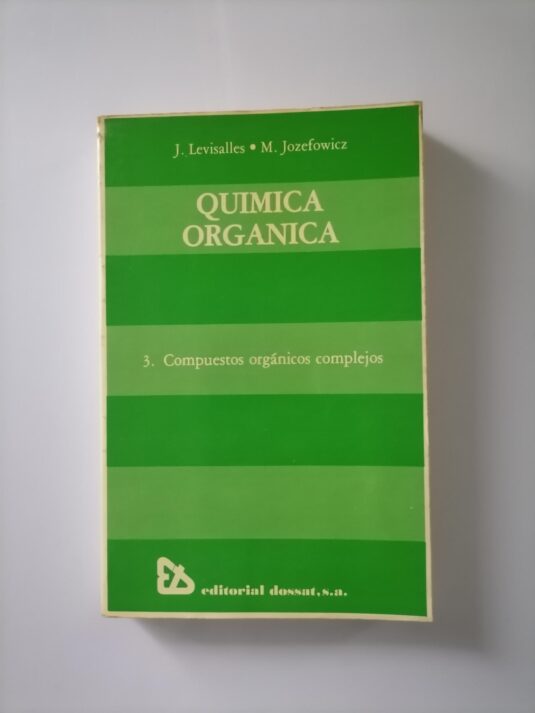 J. Levisalles • M. Jozefowicz
QUIMICA
ORGANICA
3. Compuestos orgánicos complejos
editorial dossat, s.a.